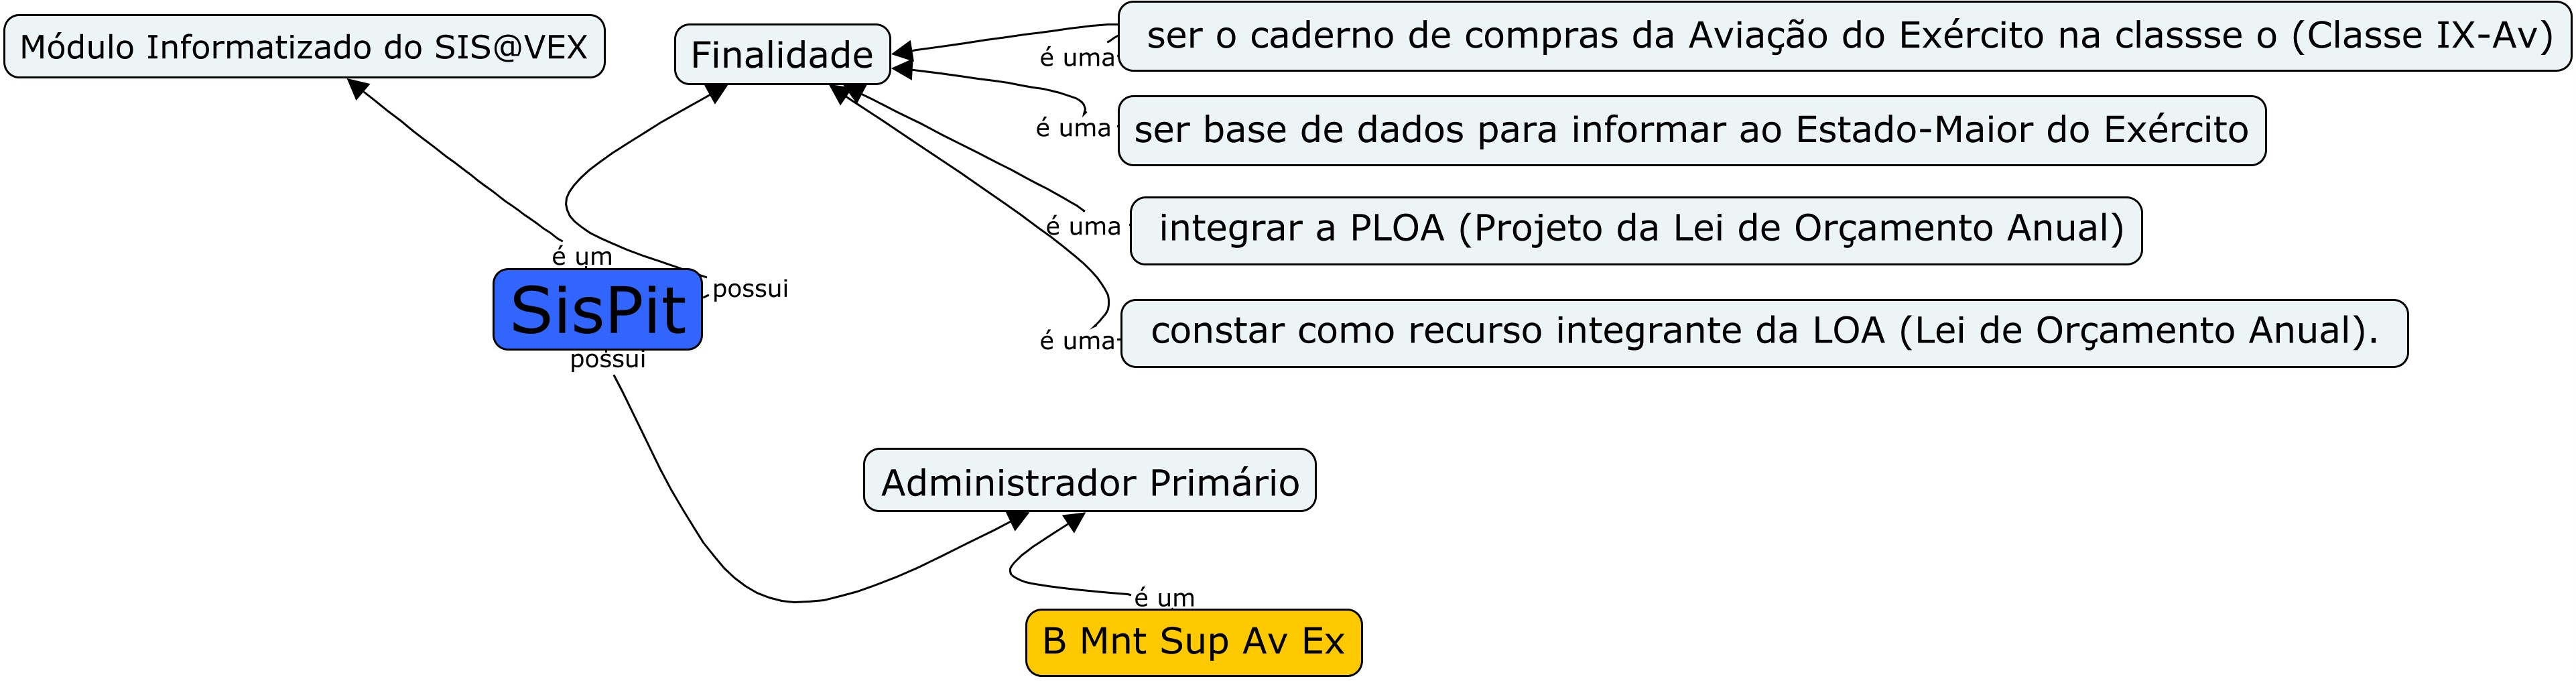 Módulo Informatizado do SIS@VEX
Finalidade
ser o caderno de compras da Aviação do Exército na classse o (Classe IX-Av)
é uma
ser base de dados para informar ao Estado-Maior do Exército
é uma
integrar a PLOA (Projeto da Lei de Orçamento Anual)
é uma
constar como recurso integrante da LOA (Lei de Orçamento Anual).
é uma
é um
possui
SisPit
possui
Administrador Primário
é um
B Mnt Sup Av Ex